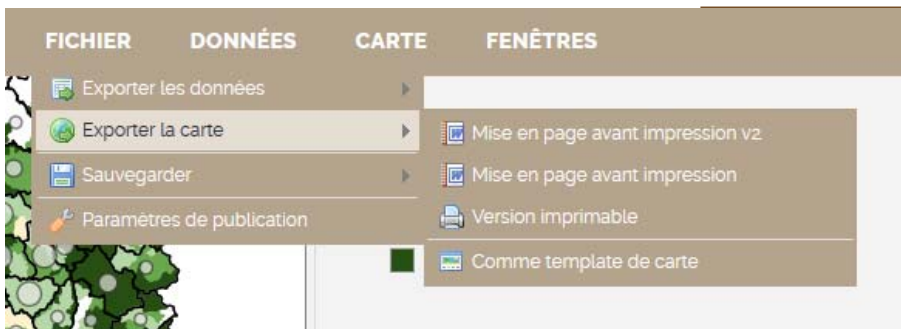 FICHIER DONNÉES CARTE FENÊTRES
Exporter les données
Exporter la carte
Mise en page avant impression v2
Sauvegarder
Mise en page avant impression
Paramètres de publication
Version imprimable
Comme template de carte